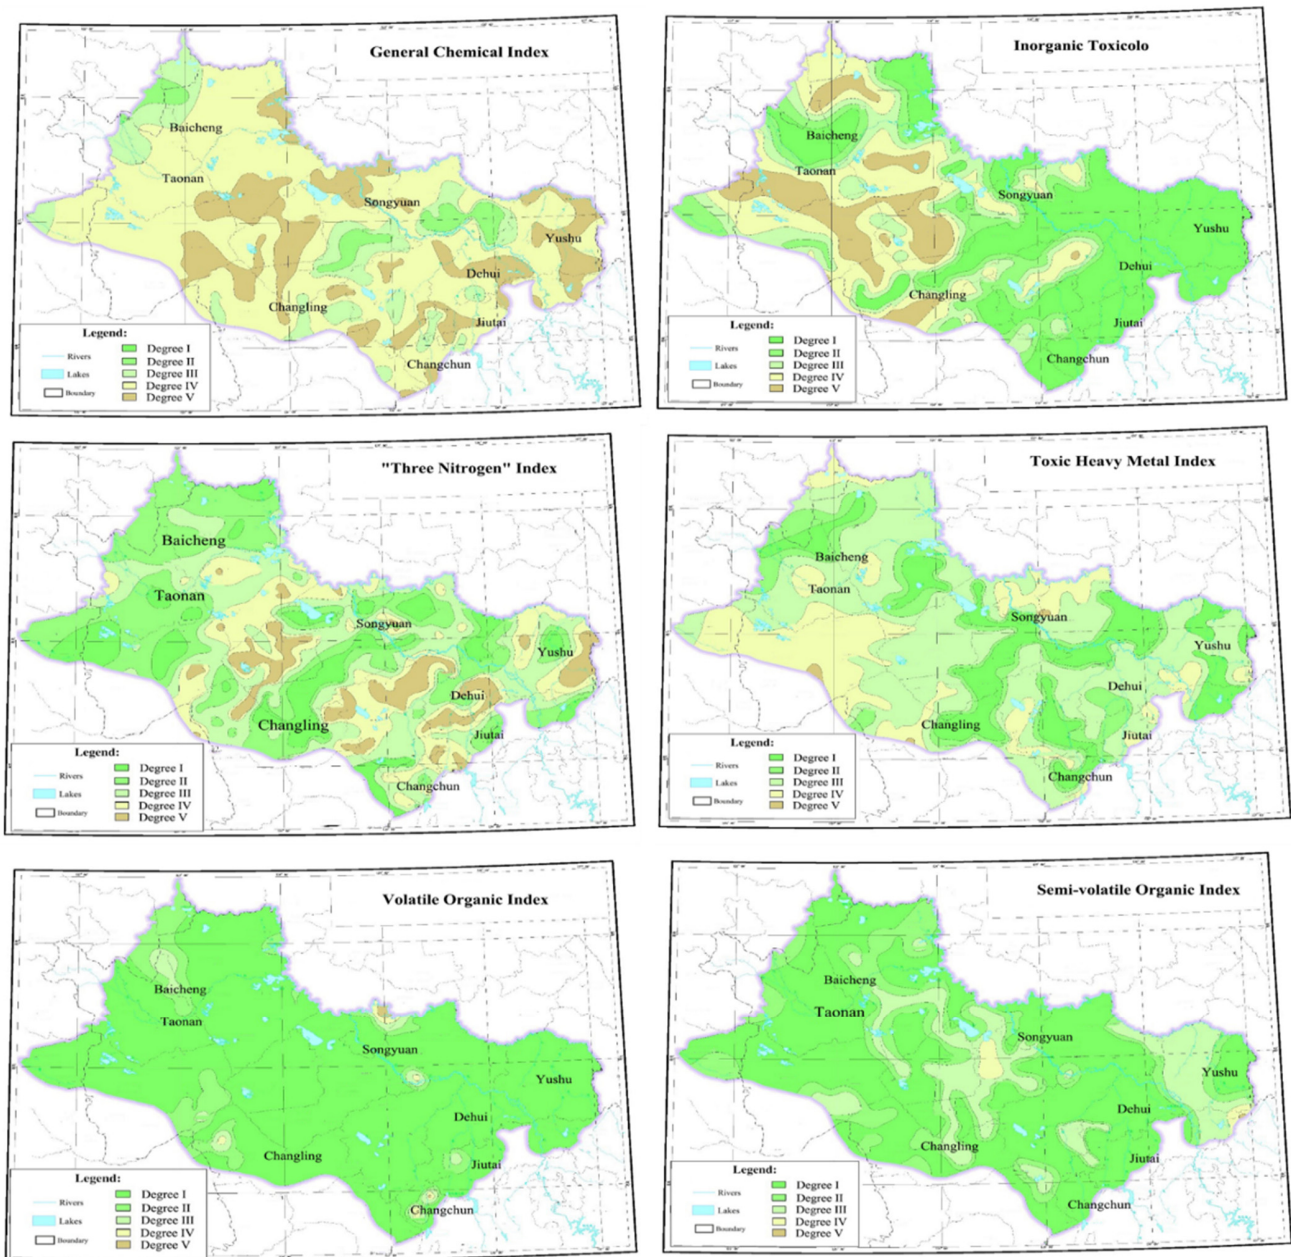 General Chemical Index
Baicheng
Taonan
Songyuan
Yushu
Dehui
Changling
Jiutai
Changchun
Legend:
Rivers
Lakes
Boundary
Degree I
Degree II
Degree III
Degree IV
Degree V
Inorganic Toxicolo
Baicheng
Taonan
Songyuan
Yushu
Dehui
Changling
Jiutai
Changchun
Legend:
Rivers
Lakes
Boundary
Degree I
Degree II
Degree III
Degree IV
Degree V
"Three Nitrogen" Index
Baicheng
Taonan
Songyuan
Yushu
Dehui
Changling
Jiutai
Changchun
Legend:
Rivers
Lakes
Boundary
Degree I
Degree II
Degree III
Degree IV
Degree V
Toxic Heavy Metal Index
Baicheng
Taonan
Songyuan
Yushu
Dehui
Changling
Jiutai
Changchun
Legend:
Rivers
Lakes
Boundary
Degree I
Degree II
Degree III
Degree IV
Degree V
Volatile Organic Index
Baicheng
Taonan
Songyuan
Yushu
Dehui
Changling
Jiutai
Changchun
Legend:
Rivers
Lakes
Boundary
Degree I
Degree II
Degree III
Degree IV
Degree V
Semi-volatile Organic Index
Baicheng
Taonan
Songyuan
Yushu
Dehui
Changling
Jiutai
Changchun
Legend:
Rivers
Lakes
Boundary
Degree I
Degree II
Degree III
Degree IV
Degree V